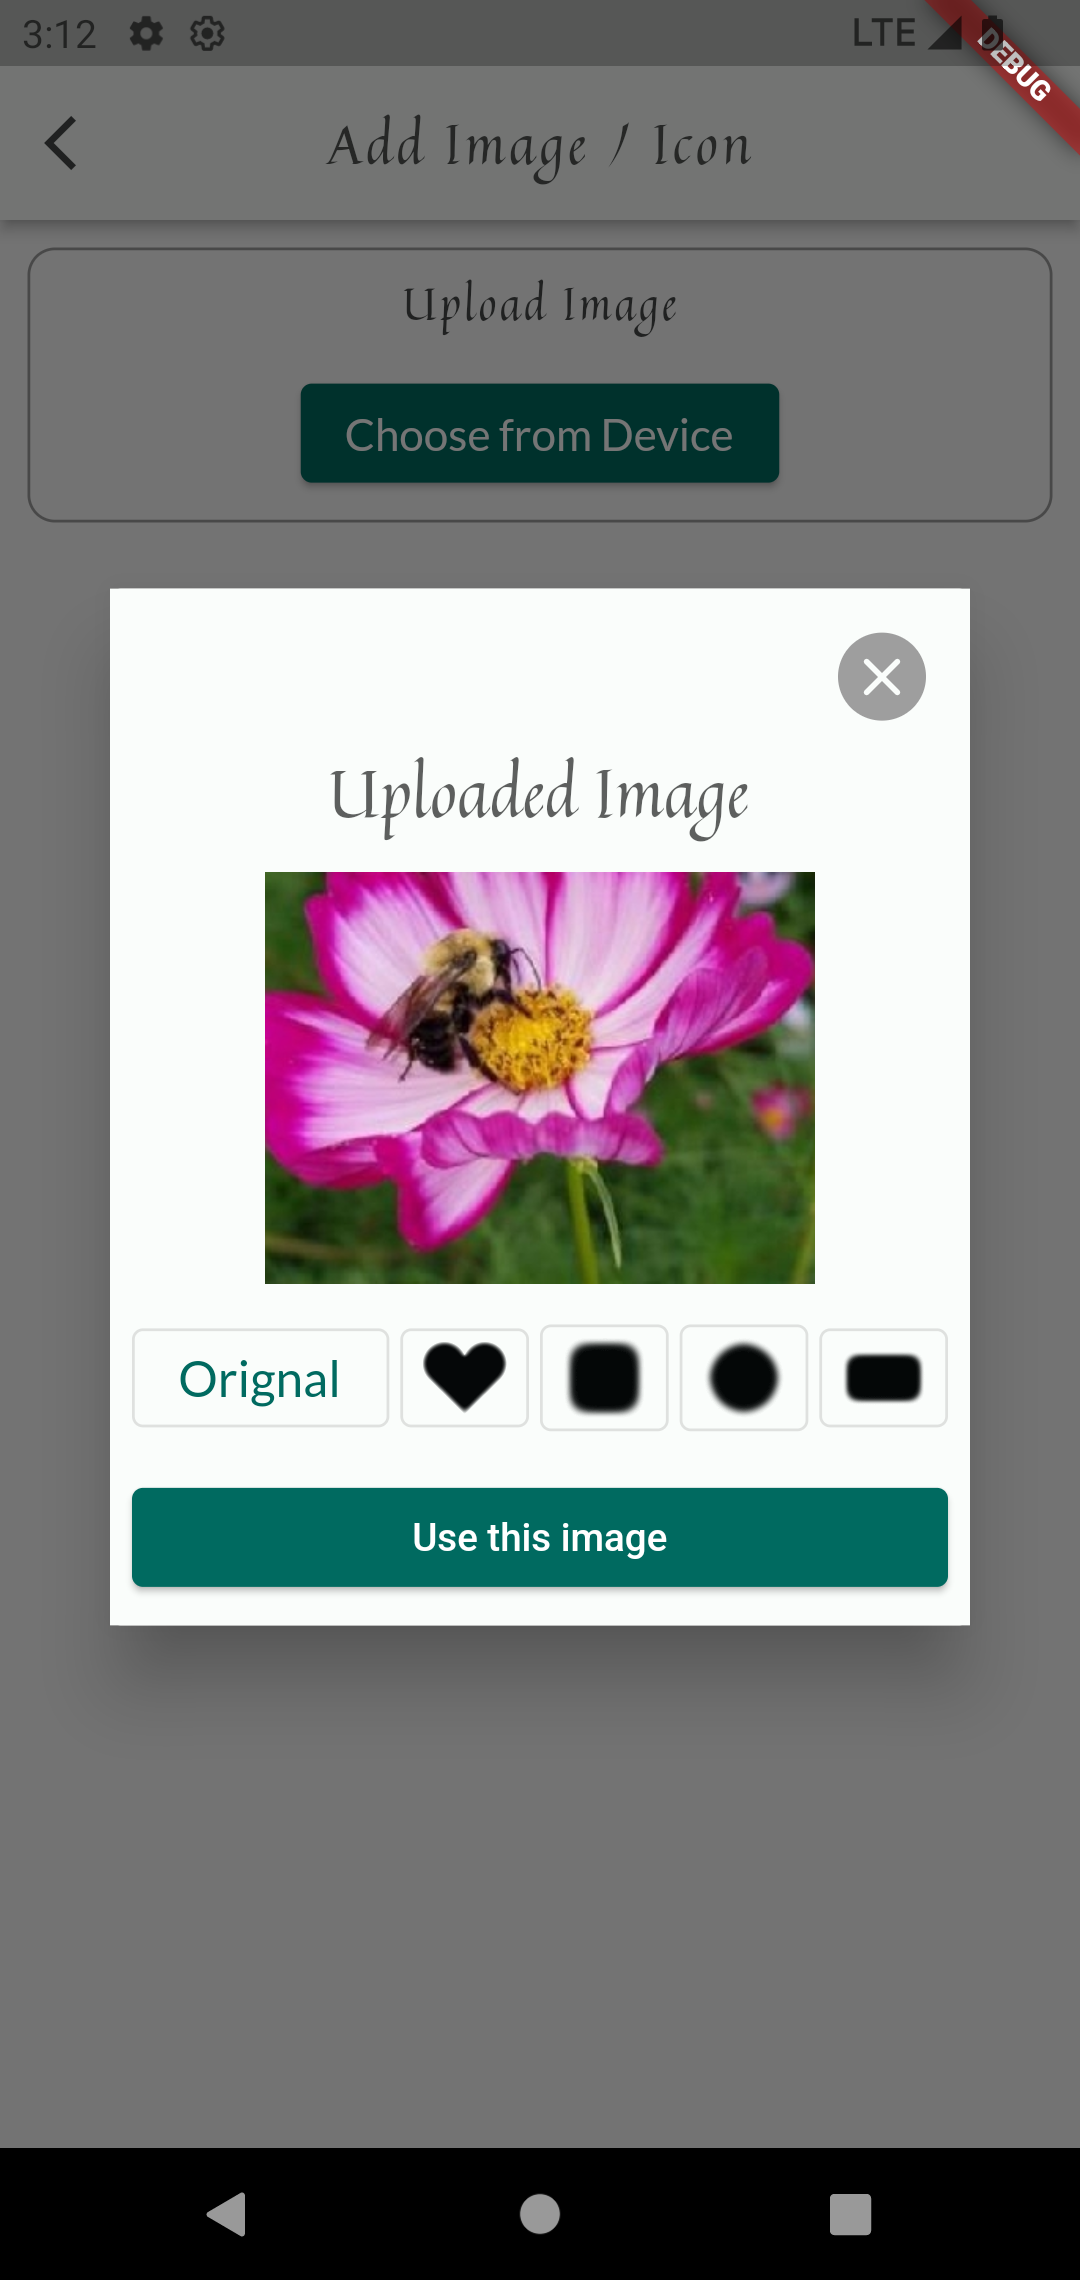 3:12 LTE
DEBUG
Add Image / Icon
Upload Image
Choose from Device
Uploaded Image
Orignal
Use this image